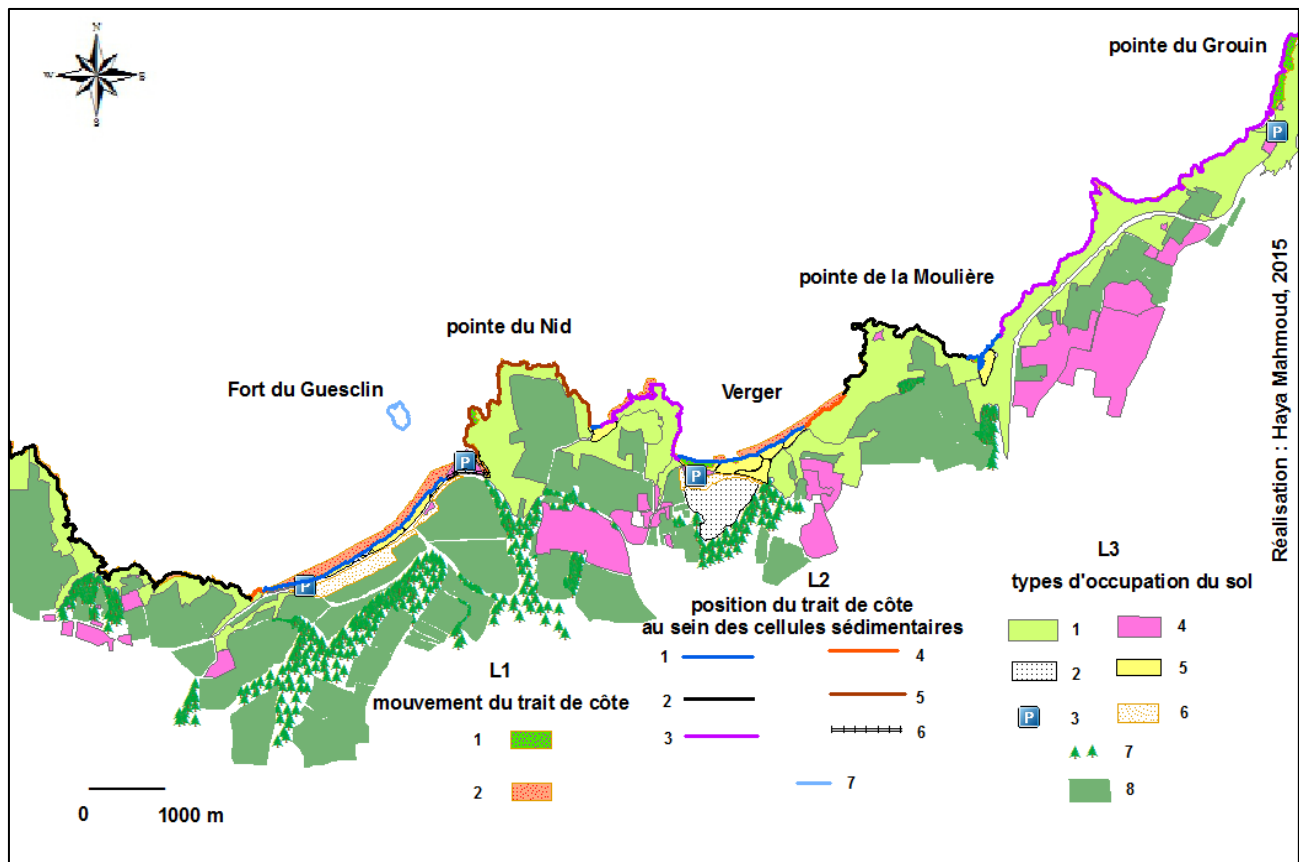 N
pointe du Grouin
P
pointe de la Moulière
pointe du Nid
Fort du Guesclin
Verger
P
P
P
Réalisation : Haya Mahmoud, 2015
L1
mouvement du trait de côte
1
2
L2
position du trait de côte
au sein des cellules sédimentaires
1
4
2
5
3
6
7
L3
types d'occupation du sol
1
4
2
5
P
3
6
7
8
0 1000 m